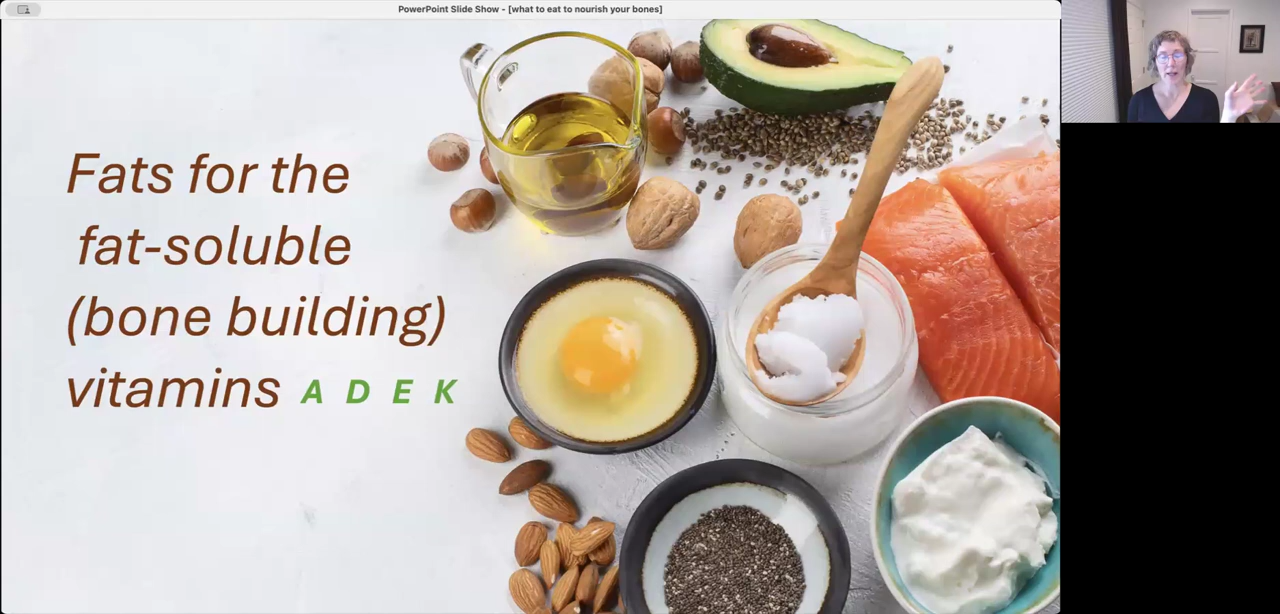 PowerPoint Slide Show - [what to eat to nourish your bones]
Fats for the
fat-soluble
(bone building)
vitamins A D E K